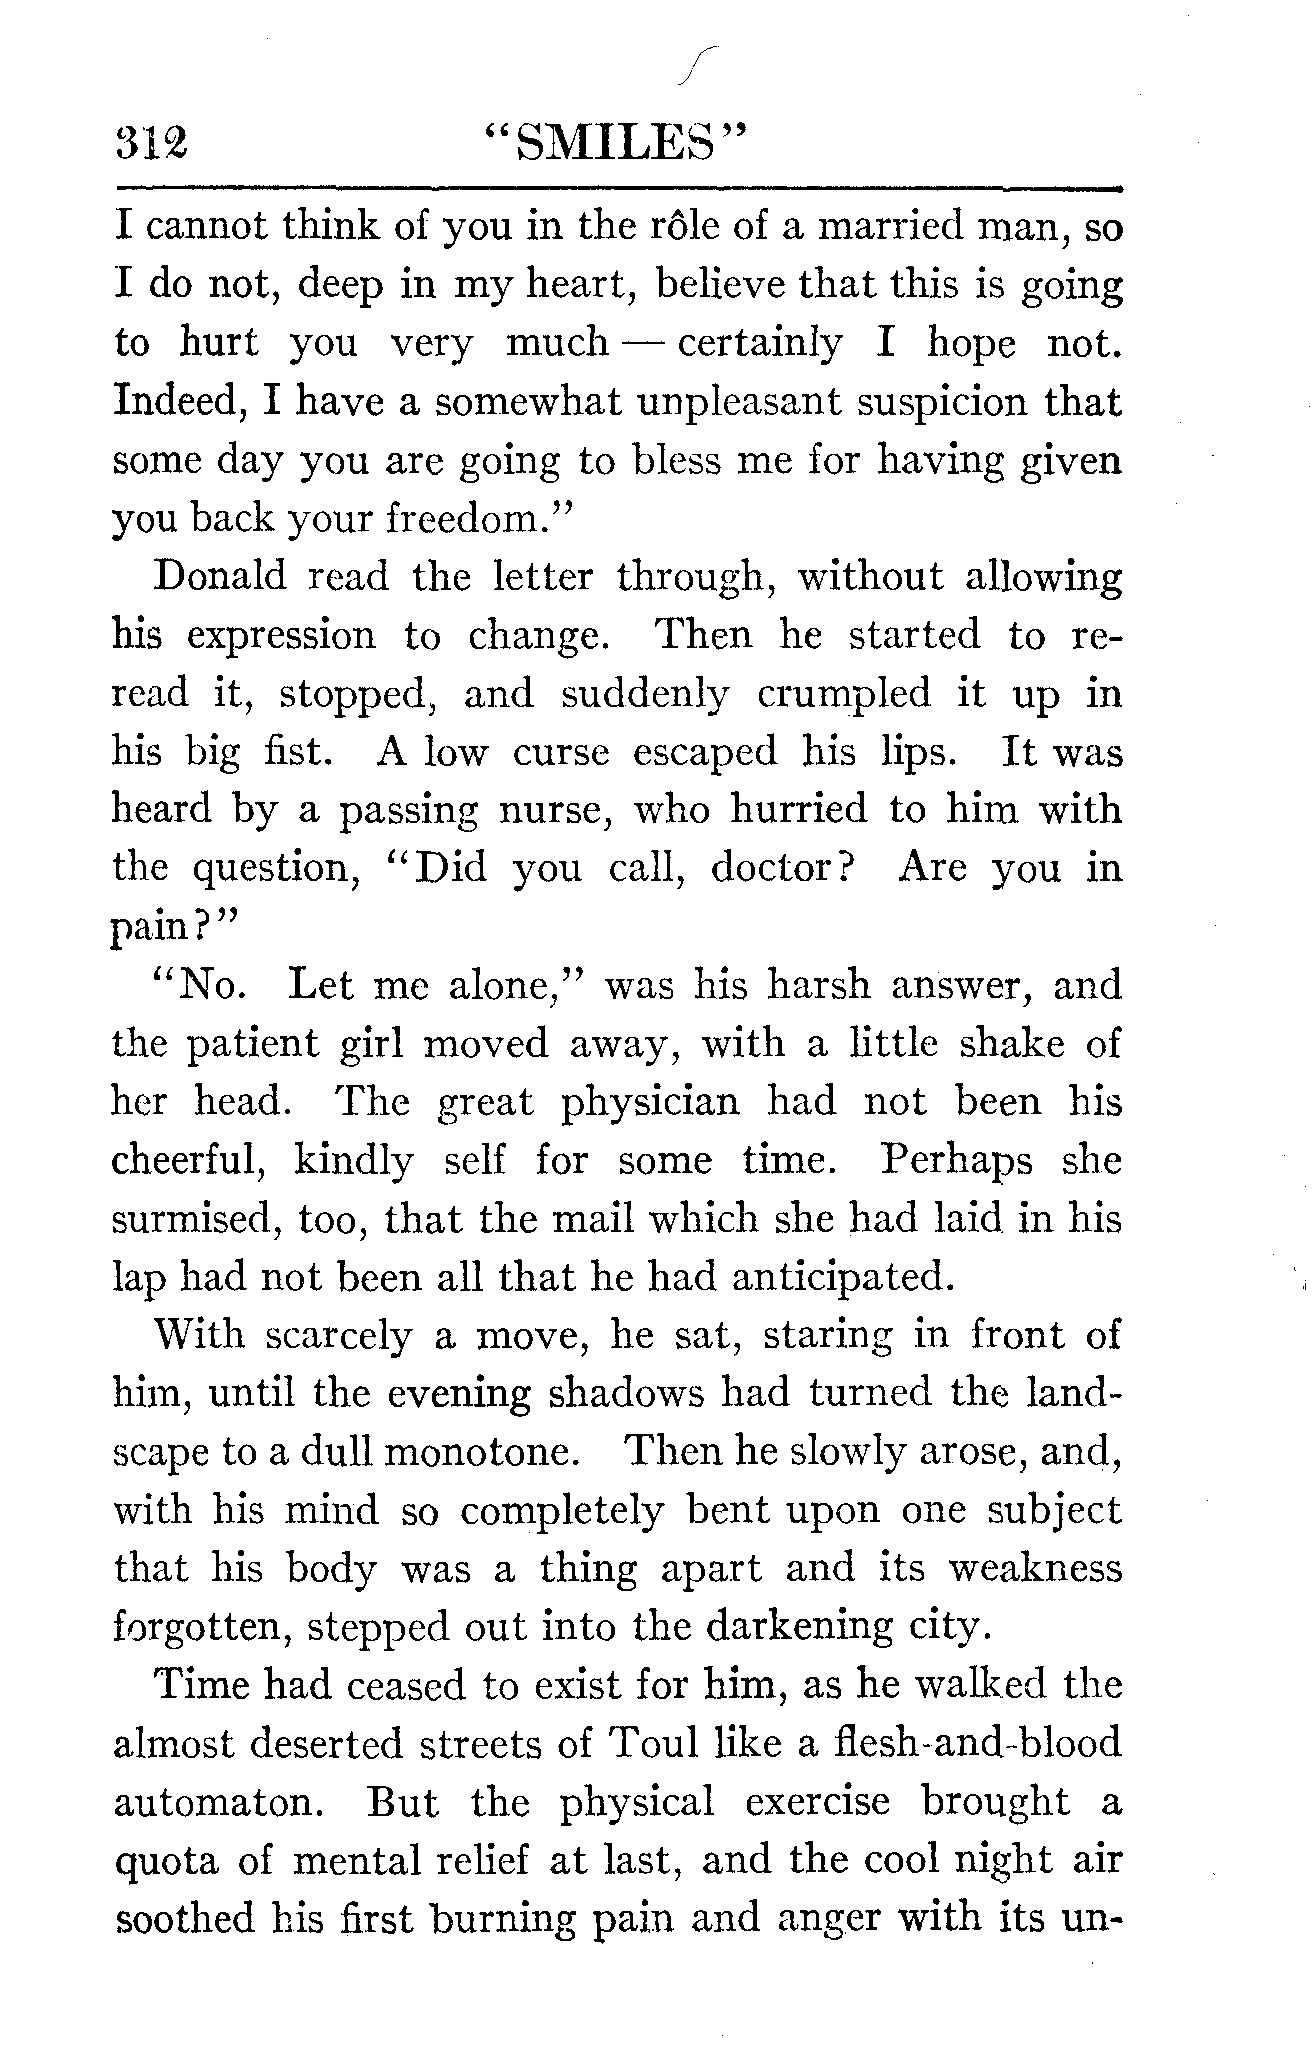 312 "SMILES"
I cannot think of you in the rôle of a married man, so
I do not, deep in my heart, believe that this is going
to hurt you very much — certainly I hope not.
Indeed, I have a somewhat unpleasant suspicion that
some day you are going to bless me for having given
you back your freedom."
Donald read the letter through, without allowing
his expression to change. Then he started to re-
read it, stopped, and suddenly crumpled it up in
his big fist. A low curse escaped his lips. It was
heard by a passing nurse, who hurried to him with
the question, "Did you call, doctor? Are you in
pain?"
"No. Let me alone," was his harsh answer, and
the patient girl moved away, with a little shake of
her head. The great physician had not been his
cheerful, kindly self for some time. Perhaps she
surmised, too, that the mail which she had laid in his
lap had not been all that he had anticipated.
With scarcely a move, he sat, staring in front of
him, until the evening shadows had turned the land-
scape to a dull monotone. Then he slowly arose, and,
with his mind so completely bent upon one subject
that his body was a thing apart and its weakness
forgotten, stepped out into the darkening city.
Time had ceased to exist for him, as he walked the
almost deserted streets of Toul like a flesh-and-blood
automaton. But the physical exercise brought a
quota of mental relief at last, and the cool night air
soothed his first burning pain and anger with its un-